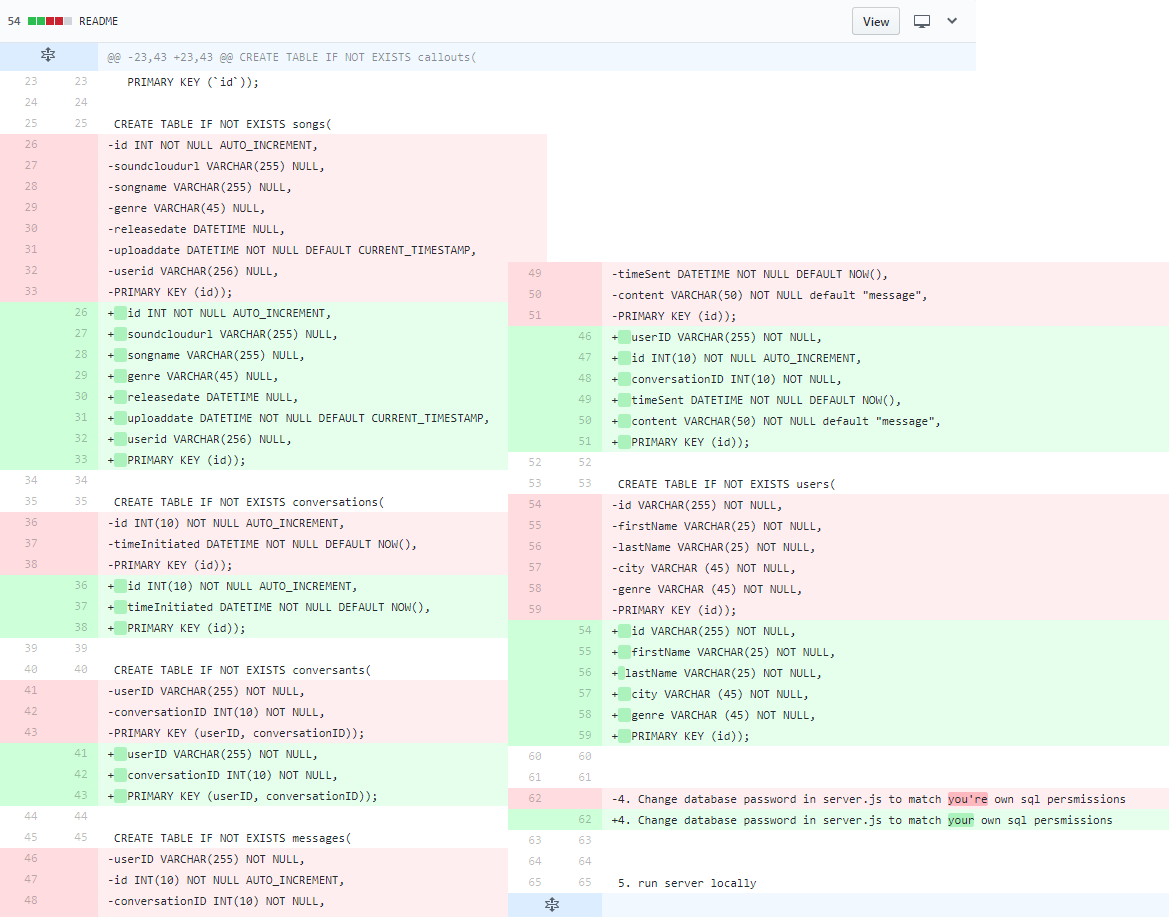 54 README View
@@ -23,43 +23,43 @@ CREATE TABLE IF NOT EXISTS callouts(
23 23 PRIMARY KEY (`id`));
24 24
25 25 CREATE TABLE IF NOT EXISTS songs(
26 -id INT NOT NULL AUTO_INCREMENT,
27 -soundcloudurl VARCHAR(255) NULL,
28 -songname VARCHAR(255) NULL,
29 -genre VARCHAR(45) NULL,
30 -releasedate DATETIME NULL,
31 -uploaddate DATETIME NOT NULL DEFAULT CURRENT_TIMESTAMP,
32 -userid VARCHAR(256) NULL,
33 -PRIMARY KEY (id));
26 + id INT NOT NULL AUTO_INCREMENT,
27 + soundcloudurl VARCHAR(255) NULL,
28 + songname VARCHAR(255) NULL,
29 + genre VARCHAR(45) NULL,
30 + releasedate DATETIME NULL,
31 + uploaddate DATETIME NOT NULL DEFAULT CURRENT_TIMESTAMP,
32 + userid VARCHAR(256) NULL,
33 + PRIMARY KEY (id));
34 34
35 35 CREATE TABLE IF NOT EXISTS conversations(
36 -id INT(10) NOT NULL AUTO_INCREMENT,
37 -timeInitiated DATETIME NOT NULL DEFAULT NOW(),
38 -PRIMARY KEY (id));
36 + id INT(10) NOT NULL AUTO_INCREMENT,
37 + timeInitiated DATETIME NOT NULL DEFAULT NOW(),
38 + PRIMARY KEY (id));
39 39
40 40 CREATE TABLE IF NOT EXISTS conversants(
41 -userID VARCHAR(255) NOT NULL,
42 -conversationID INT(10) NOT NULL,
43 -PRIMARY KEY (userID, conversationID));
41 + userID VARCHAR(255) NOT NULL,
42 + conversationID INT(10) NOT NULL,
43 + PRIMARY KEY (userID, conversationID));
44 44
45 45 CREATE TABLE IF NOT EXISTS messages(
46 -userID VARCHAR(255) NOT NULL,
47 -id INT(10) NOT NULL AUTO_INCREMENT,
48 -conversationID INT(10) NOT NULL,
49 -timeSent DATETIME NOT NULL DEFAULT NOW(),
50 -content VARCHAR(50) NOT NULL default "message",
51 -PRIMARY KEY (id));
46 + userID VARCHAR(255) NOT NULL,
47 + id INT(10) NOT NULL AUTO_INCREMENT,
48 + conversationID INT(10) NOT NULL,
49 + timeSent DATETIME NOT NULL DEFAULT NOW(),
50 + content VARCHAR(50) NOT NULL default "message",
51 + PRIMARY KEY (id));
52 52
53 53 CREATE TABLE IF NOT EXISTS users(
54 -id VARCHAR(255) NOT NULL,
55 -firstName VARCHAR(25) NOT NULL,
56 -lastName VARCHAR(25) NOT NULL,
57 -city VARCHAR (45) NOT NULL,
58 -genre VARCHAR (45) NOT NULL,
59 -PRIMARY KEY (id));
54 + id VARCHAR(255) NOT NULL,
55 + firstName VARCHAR(25) NOT NULL,
56 + lastName VARCHAR(25) NOT NULL,
57 + city VARCHAR (45) NOT NULL,
58 + genre VARCHAR (45) NOT NULL,
59 + PRIMARY KEY (id));
60 60
61 61
62 -4. Change database password in server.js to match you're own sql persmissions
62 +4. Change database password in server.js to match your own sql persmissions
63 63
64 64
65 65 5. run server locally